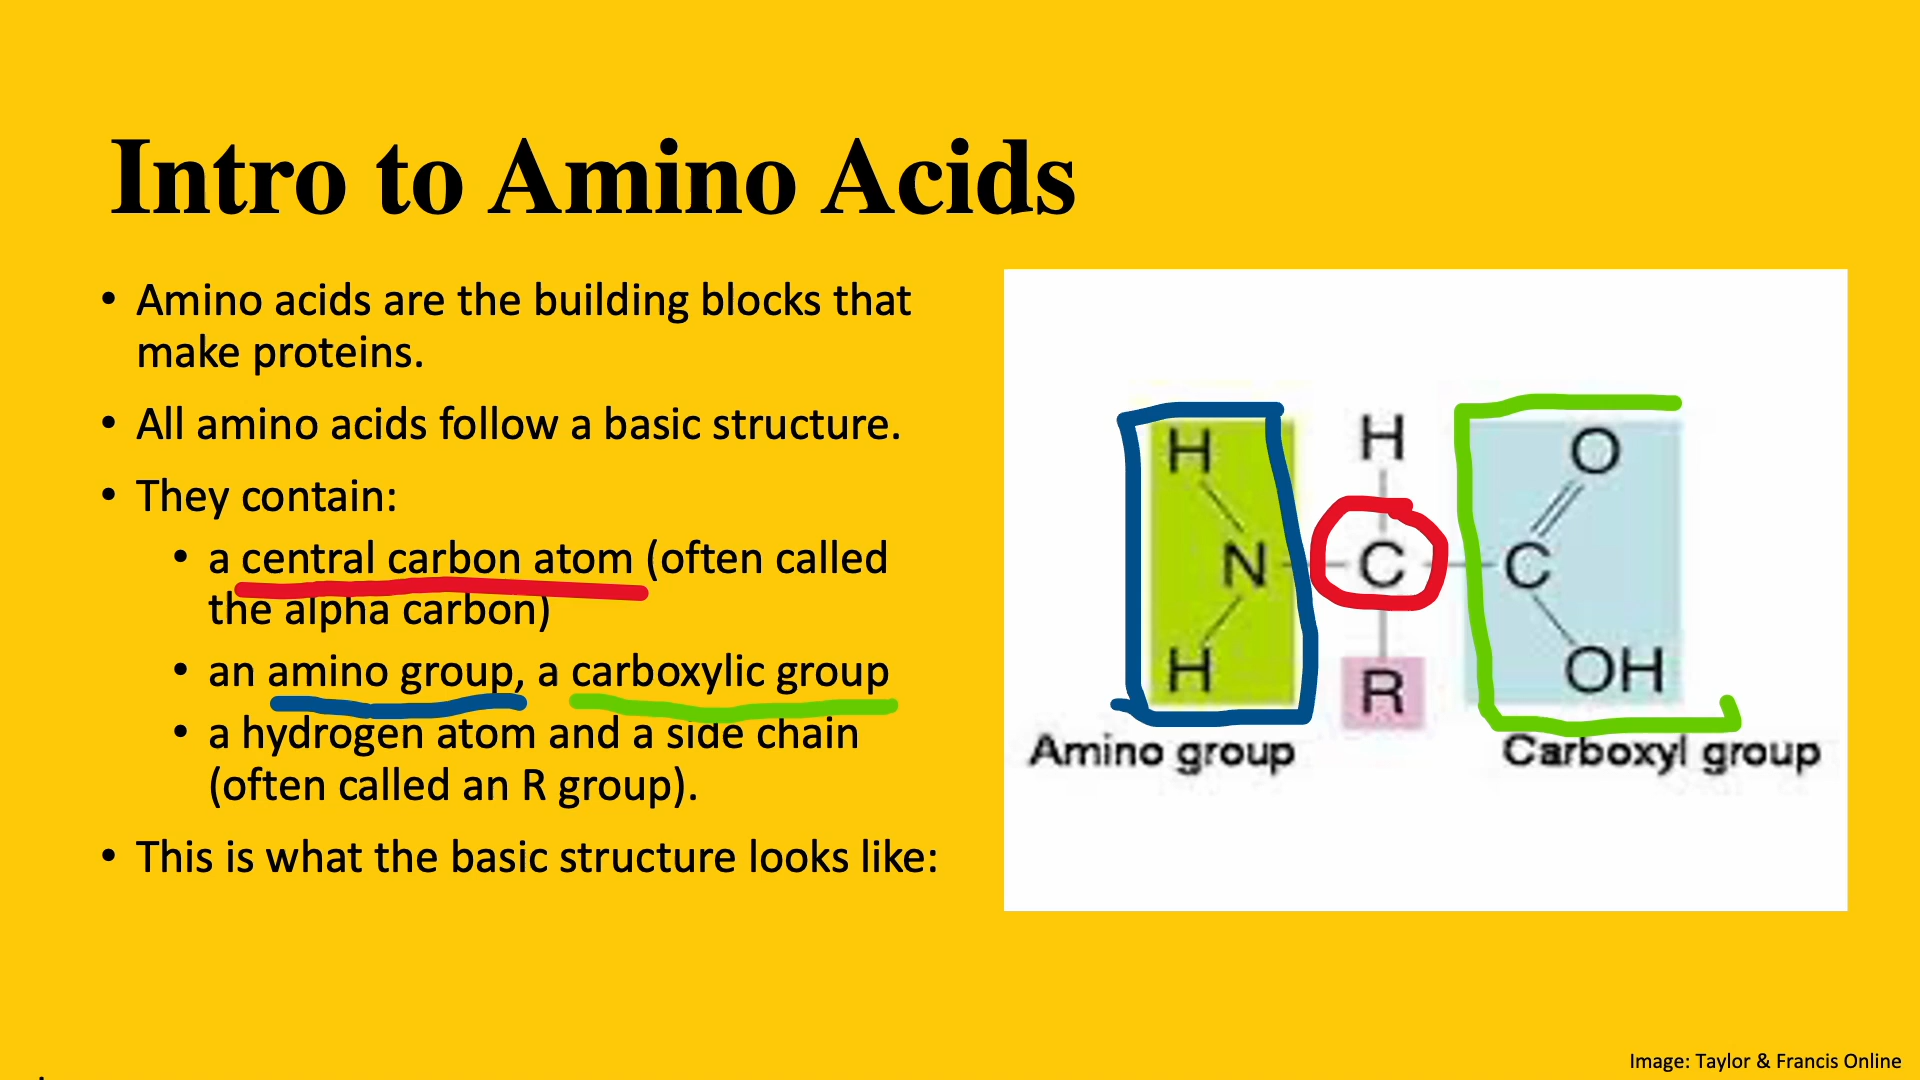 Intro to Amino Acids
• Amino acids are the building blocks that
make proteins.
• All amino acids follow a basic structure.
• They contain:
• a central carbon atom (often called
the alpha carbon)
• an amino group, a carboxylic group
• a hydrogen atom and a side chain
(often called an R group).
• This is what the basic structure looks like:
H H O
N C C
H R OH
Amino group Carboxyl group
Image: Taylor & Francis Online